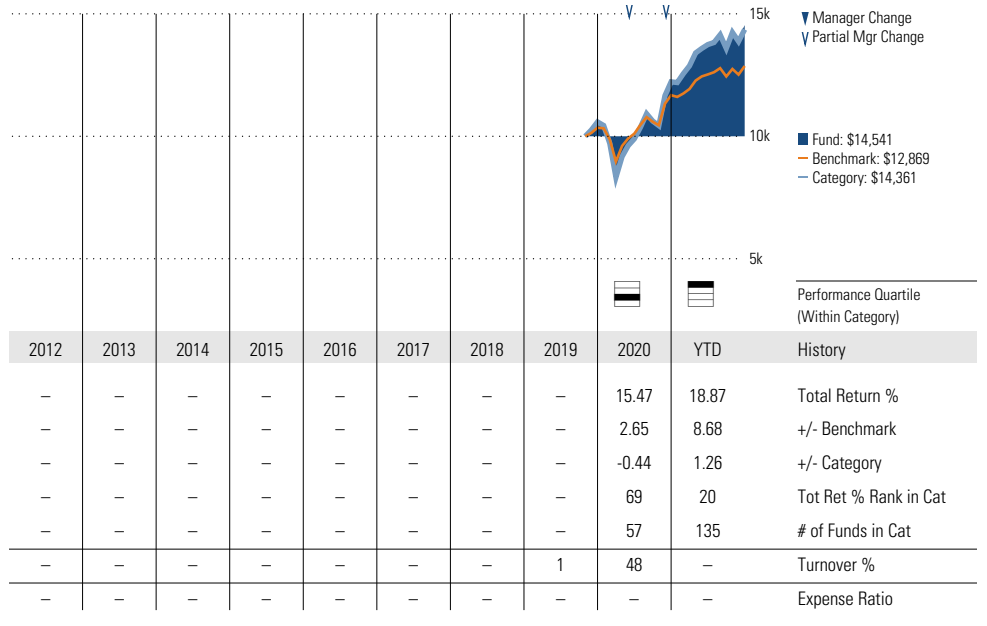 15k
▼ Manager Change
∨ Partial Mgr Change
10k
Fund: $14,541
Benchmark: $12,869
Category: $14,361
5k
Performance Quartile
(Within Category)
2012 2013 2014 2015 2016 2017 2018 2019 2020 YTD History
– – – – – – – – 15.47 18.87 Total Return %
– – – – – – – – 2.65 8.68 +/- Benchmark
– – – – – – – – -0.44 1.26 +/- Category
– – – – – – – – 69 20 Tot Ret % Rank in Cat
– – – – – – – – 57 135 # of Funds in Cat
– – – – – – – 1 48 – Turnover %
– – – – – – – – – – Expense Ratio